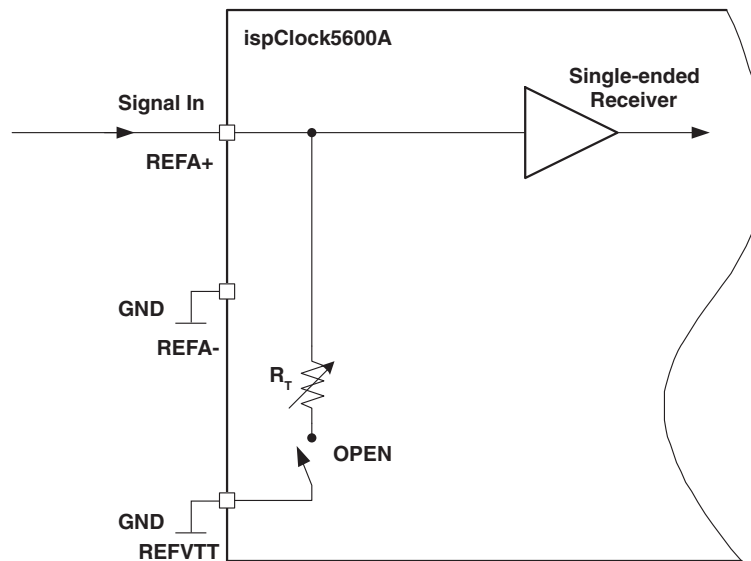 ispClock5600A
Single-ended
Receiver
Signal In
REFA+
GND
REFA-
RT
OPEN
GND
REFVTT